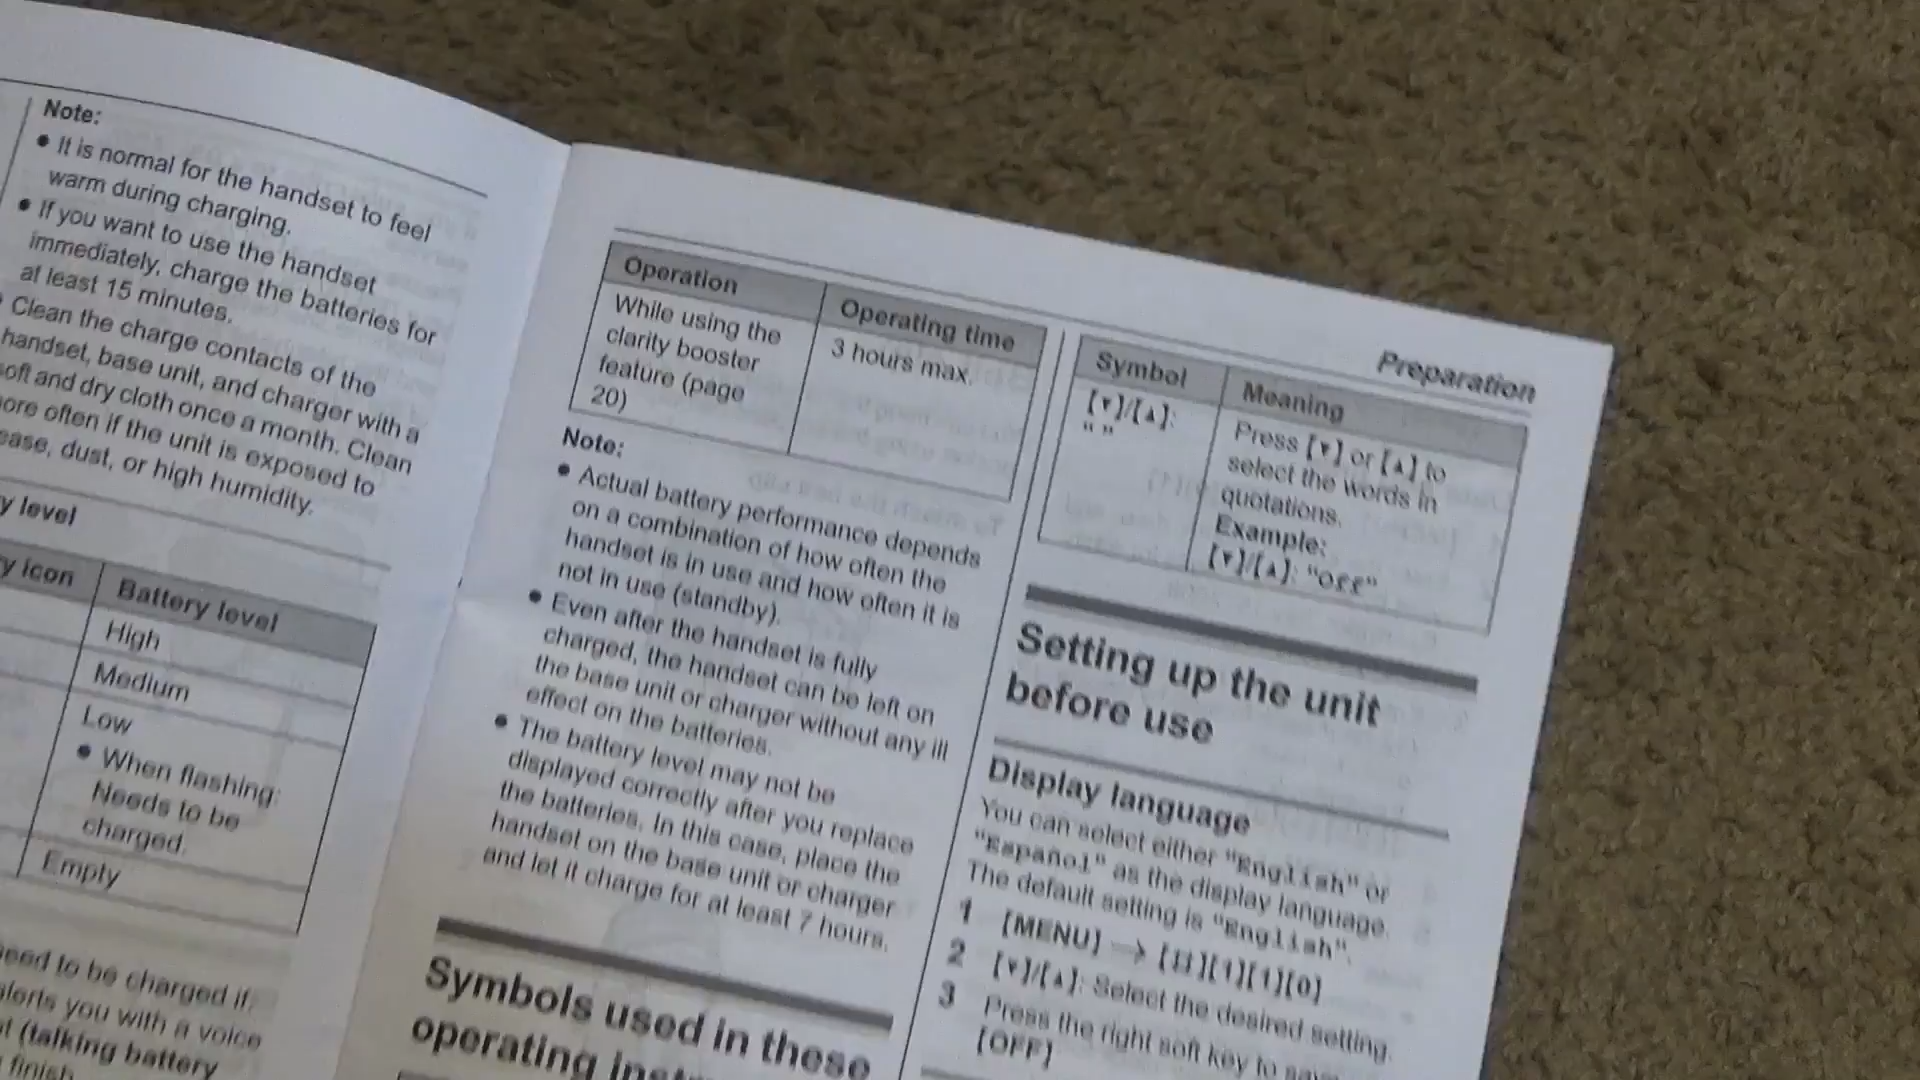 Note:
● It is normal for the handset to feel
warm during charging.
● If you want to use the handset
immediately, charge the batteries for
at least 15 minutes.
Clean the charge contacts of the
handset, base unit, and charger with a
soft and dry cloth once a month. Clean
more often if the unit is exposed to
dust, or high humidity.
level
icon
Battery level
High
Medium
Low
● When flashing:
Needs to be
charged.
Empty
need to be charged if:
alerts you with a voice
(talking battery
finish
Operation
Operating time
While using the
clarity booster
feature (page
20)
3 hours max.
Note:
● Actual battery performance depends
on a combination of how often the
handset is in use and how often it is
not in use (standby).
● Even after the handset is fully
charged, the handset can be left on
the base unit or charger without any ill
effect on the batteries.
● The battery level may not be
displayed correctly after you replace
the batteries. In this case, place the
handset on the base unit or charger
and let it charge for at least 7 hours.
Symbols used in these
operating
Preparation
Symbol
Meaning
[▼]/[▲]:
“ ”
Press [▼] or [▲] to
select the words in
quotations.
Example:
[▼]/[▲]: “Off”
Setting up the unit
before use
Display language
You can select either “English” or
“Español” as the display language.
The default setting is “English”.
1 [MENU] → [#][1][1][0]
2 [▼]/[▲]: Select the desired setting.
3 Press the right soft key to
[OFF]